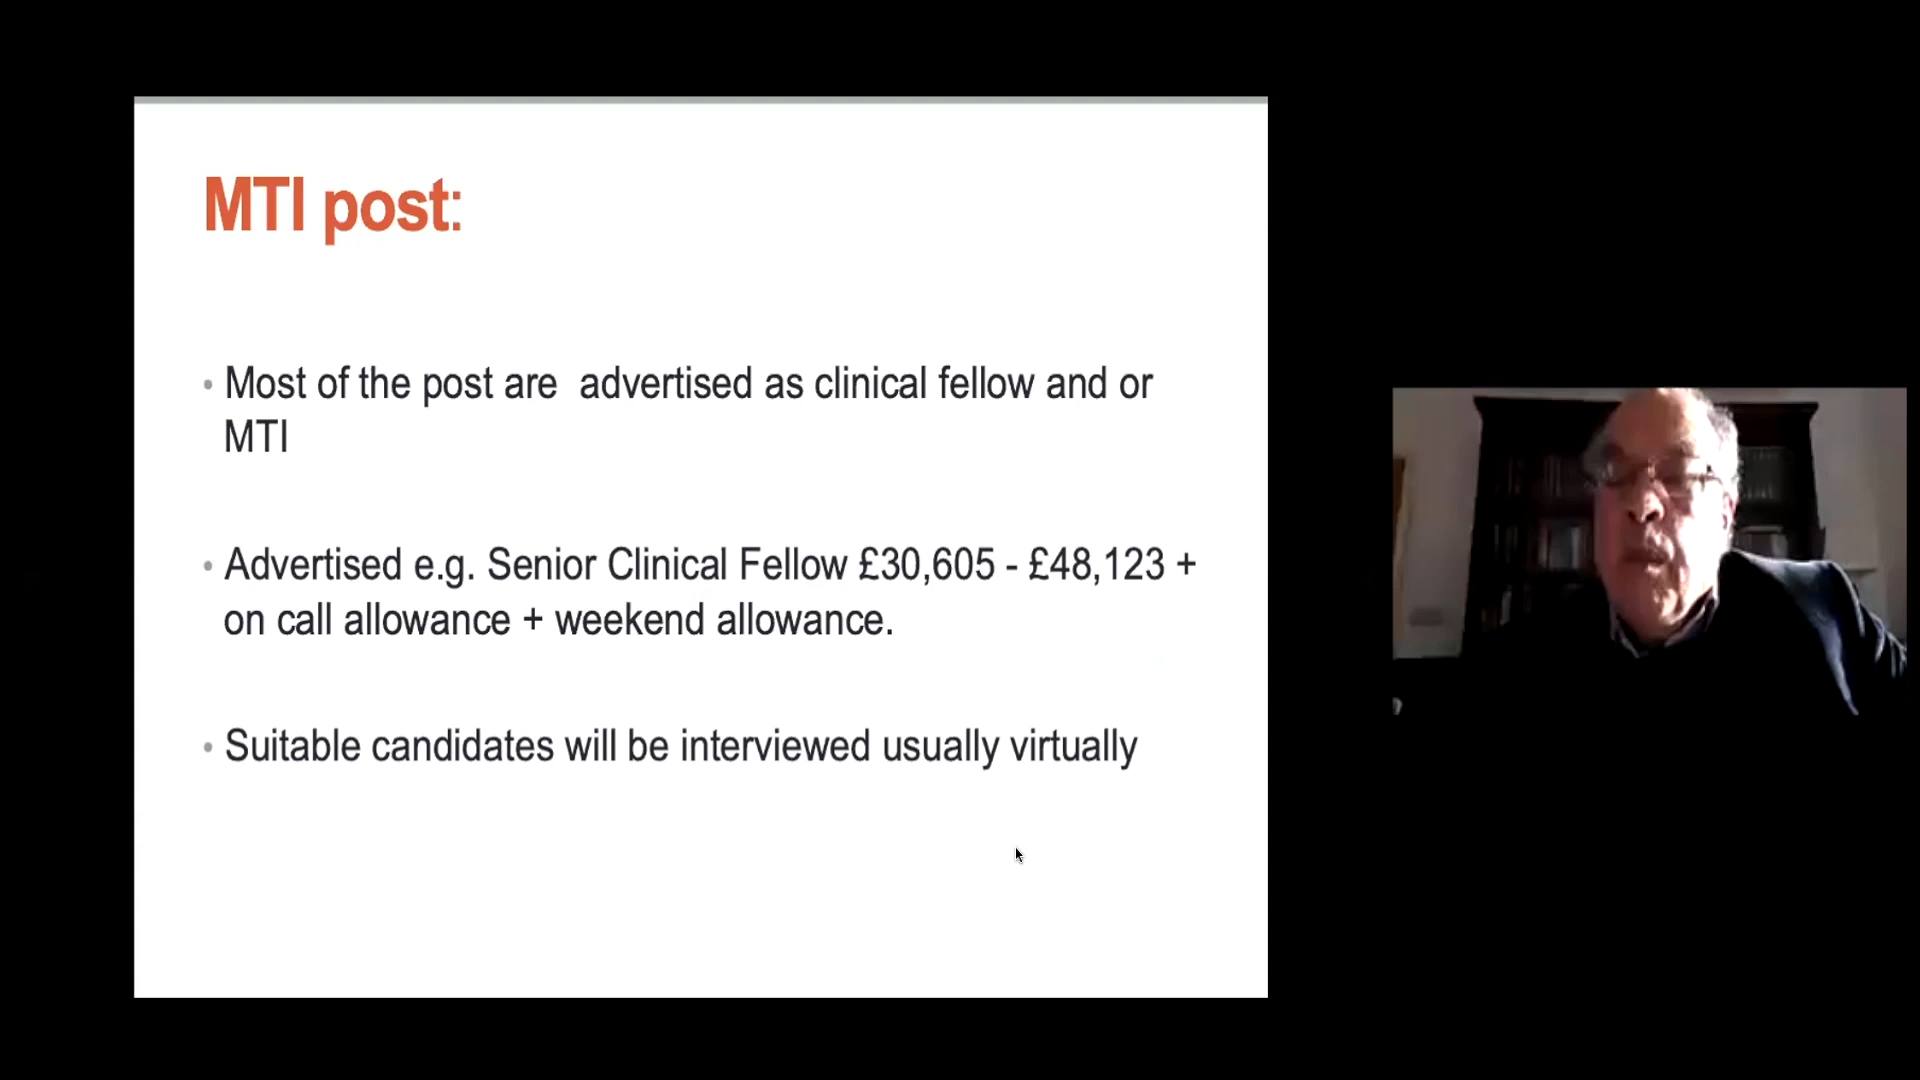 MTI post:
• Most of the post are  advertised as clinical fellow and or
MTI
• Advertised e.g. Senior Clinical Fellow £30,605 - £48,123 +
on call allowance + weekend allowance.
• Suitable candidates will be interviewed usually virtually